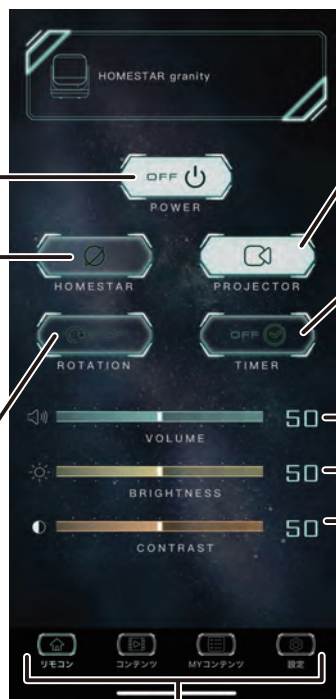 HOMESTAR granity
OFF
POWER
HOMESTAR
PROJECTOR
ROTATION
OFF
TIMER
50
VOLUME
50
BRIGHTNESS
50
CONTRAST
リモコン コンテンツ MYコンテンツ 設定